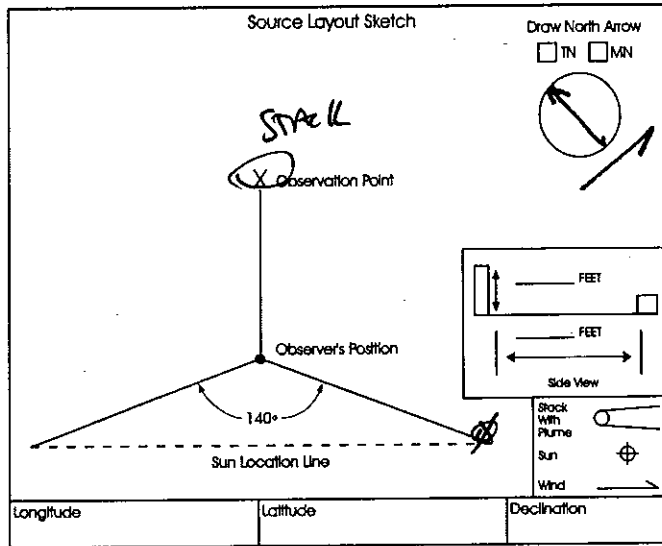 Source Layout Sketch
Draw North Arrow
TN MN
STACK
X Observation Point
FEET
Observer's Position
FEET
Side View
140°
Stack
With
Plume
Sun
Sun Location Line
Wind
Longitude Latitude Declination